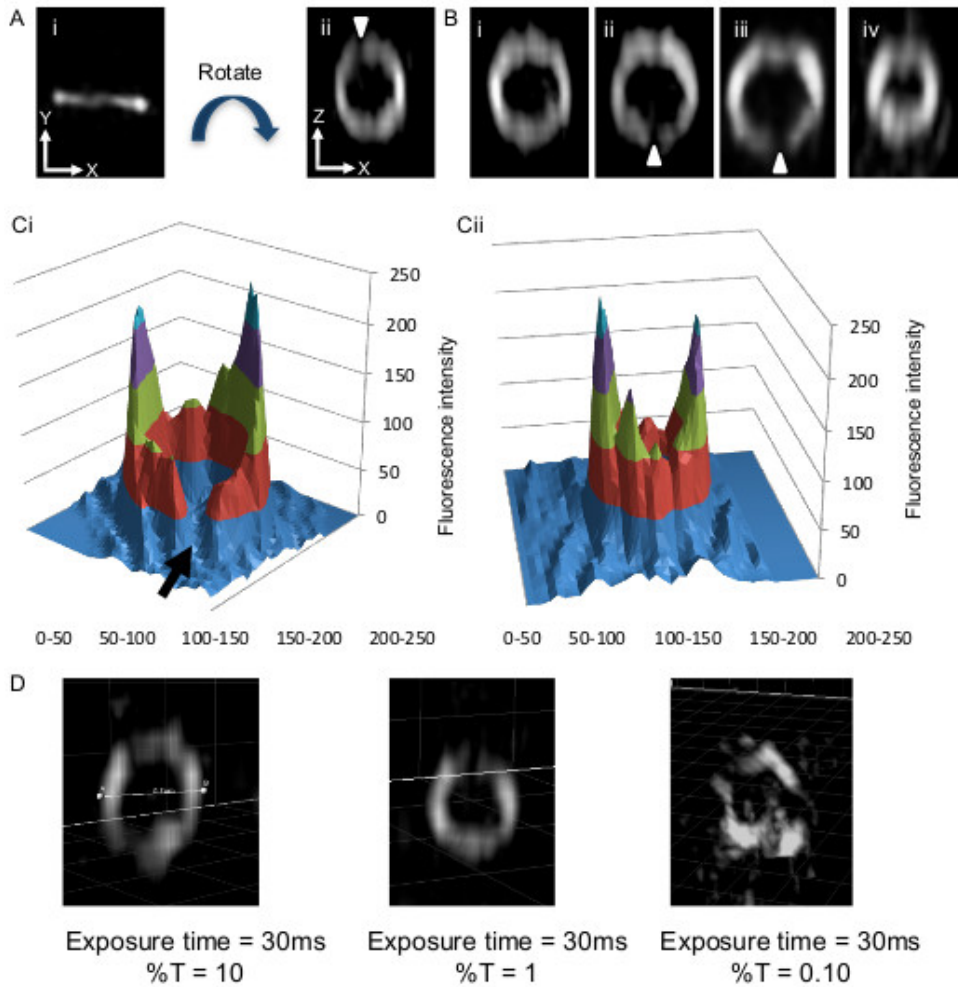 A
i
Y
X
Rotate
ii
Z
X
B
i
ii
iii
iv
Ci
250
200
150
100
50
0
Fluorescence intensity
0-50 50-100 100-150 150-200 200-250
Cii
250
200
150
100
50
0
Fluorescence intensity
0-50 50-100 100-150 150-200 200-250
D
Exposure time = 30ms
%T = 10
Exposure time = 30ms
%T = 1
Exposure time = 30ms
%T = 0.10